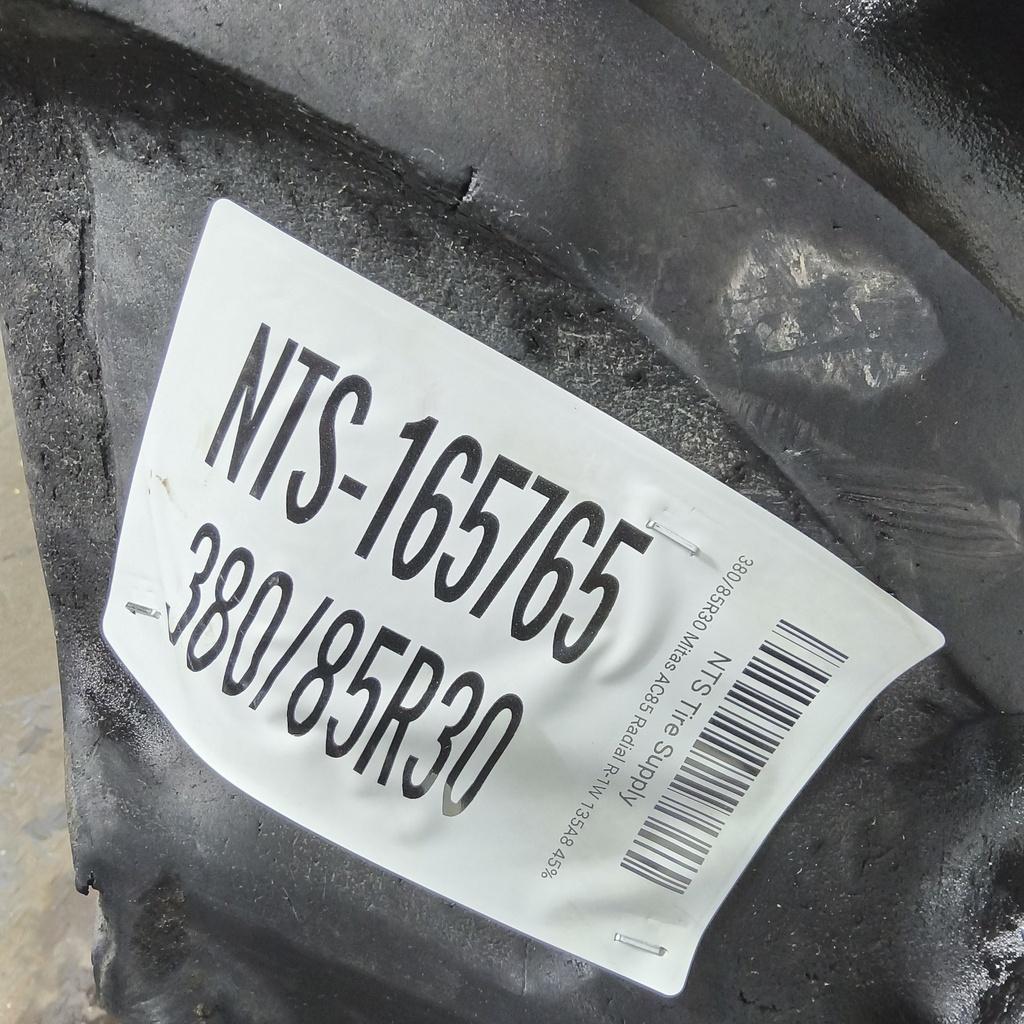 NTS-165765
380/85R30
380/85R30 Mitas AC85 Radial R-1W 135A8 45%
NTS Tire Supply